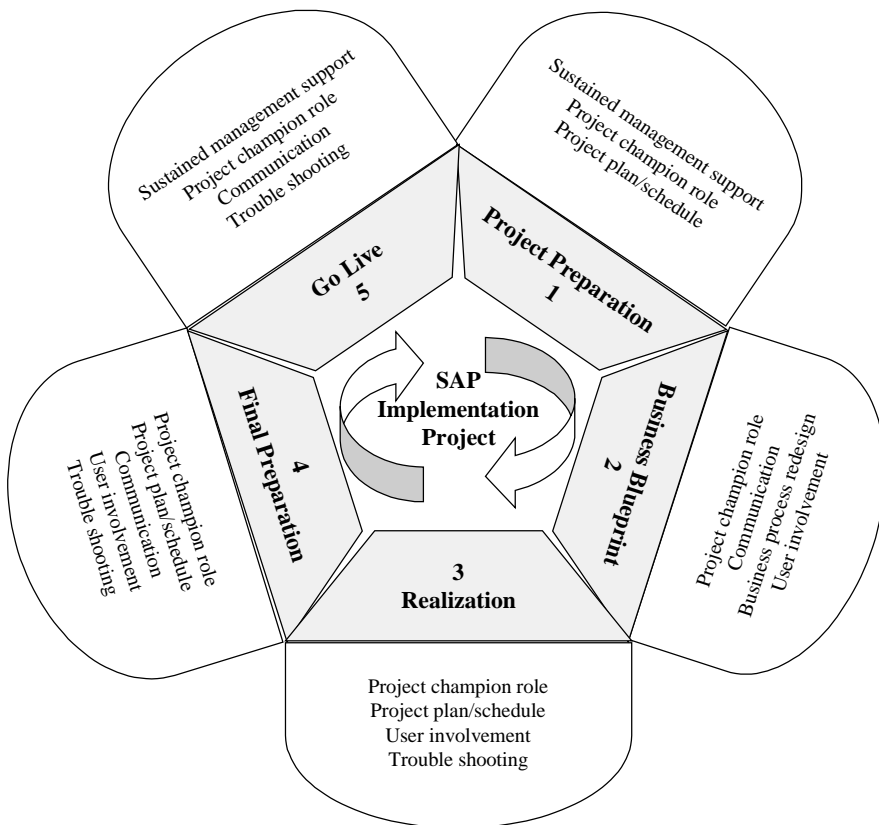 Sustained management support
Project champion role
Project plan/schedule
Project Preparation
1
Project champion role
Communication
Business process redesign
User involvement
Business Blueprint
2
3
Realization
Project champion role
Project plan/schedule
User involvement
Trouble shooting
Project champion role
Project plan/schedule
Communication
User involvement
Trouble shooting
4
Final Preparation
Sustained management support
Project champion role
Communication
Trouble shooting
Go Live
5
SAP
Implementation
Project